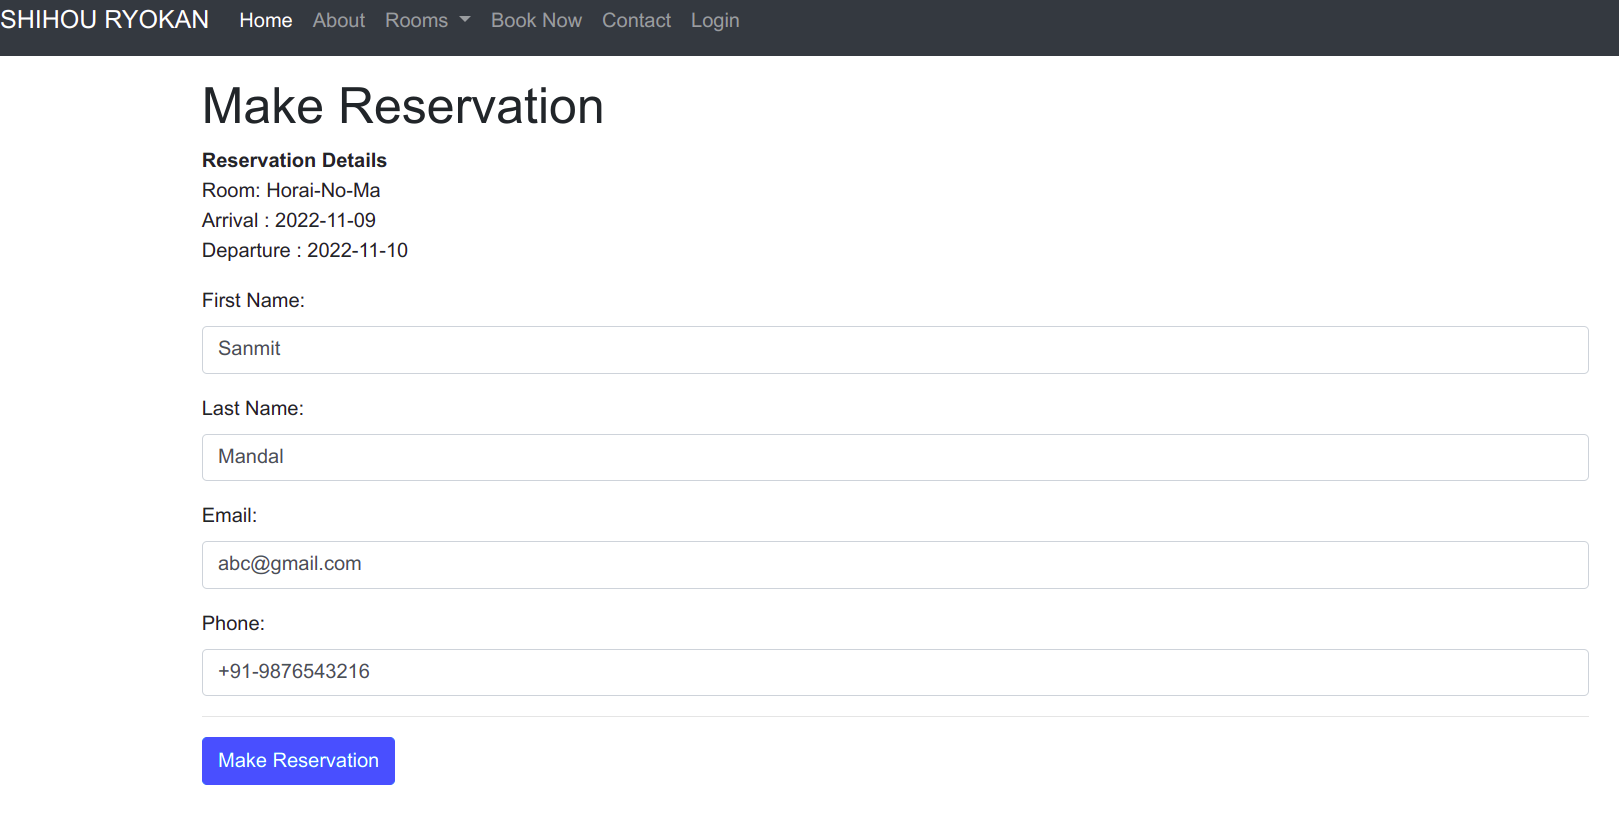 SHIHOU RYOKAN Home About Rooms Book Now Contact Login
Make Reservation
Reservation Details
Room: Horai-No-Ma
Arrival : 2022-11-09
Departure : 2022-11-10
First Name:
Sanmit
Last Name:
Mandal
Email:
abc@gmail.com
Phone:
+91-9876543216
Make Reservation